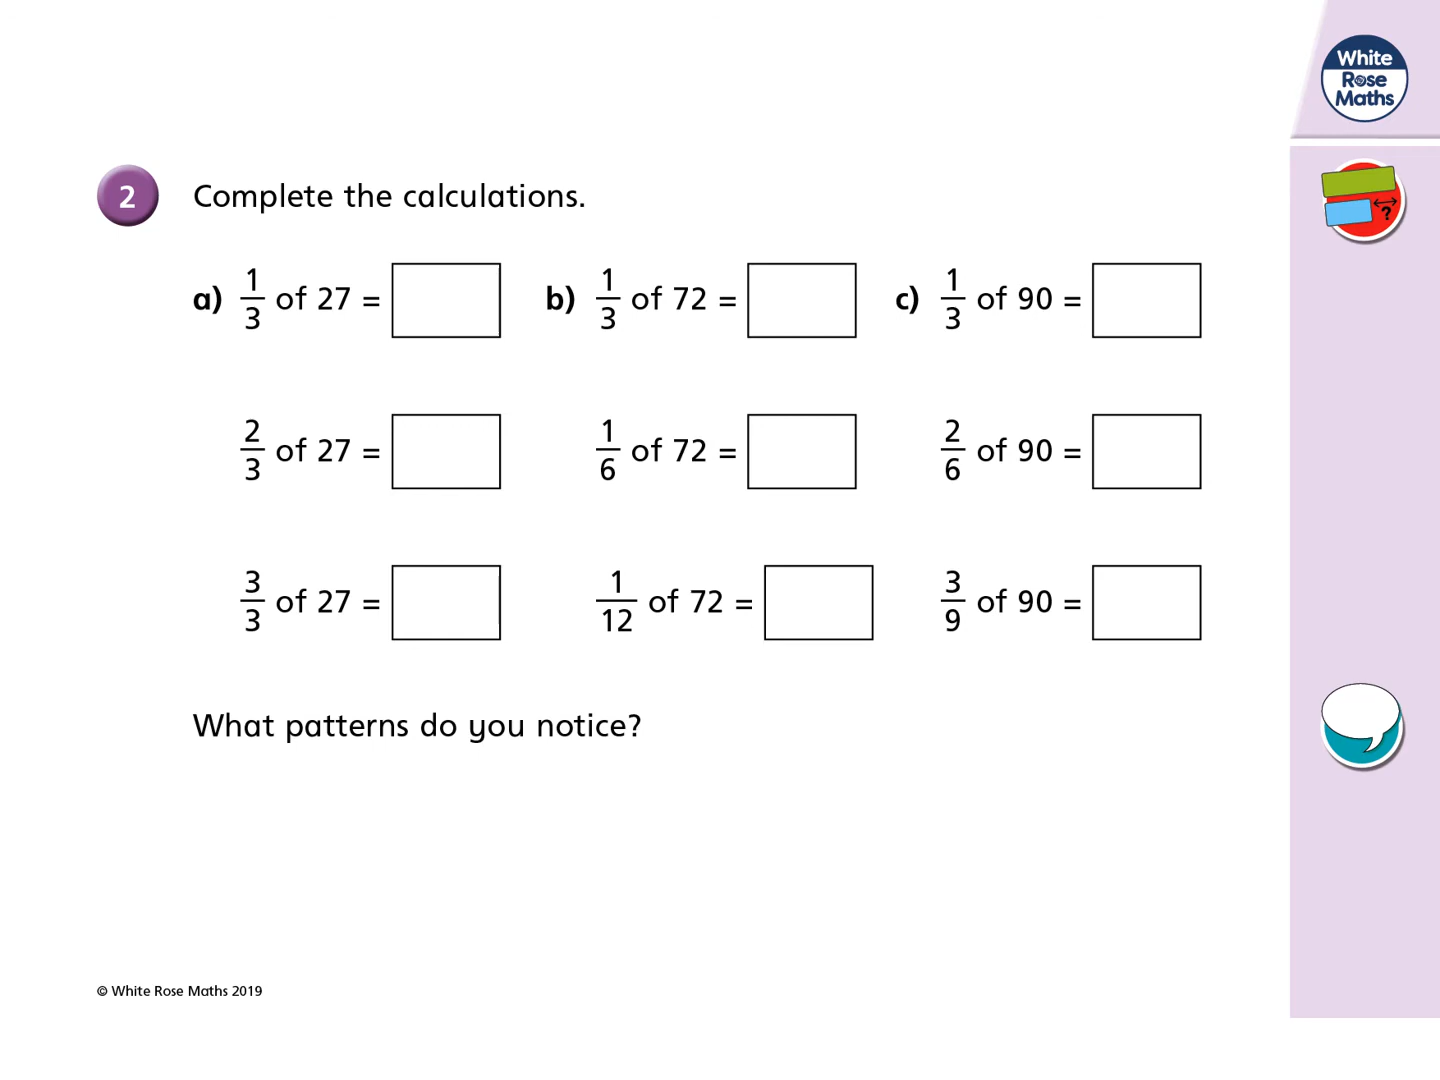 White
Rose
Maths
2 Complete the calculations.
a) 1/3 of 27 = b) 1/3 of 72 = c) 1/3 of 90 =
2/3 of 27 = 1/6 of 72 = 2/6 of 90 =
3/3 of 27 = 1/12 of 72 = 3/9 of 90 =
?
What patterns do you notice?
© White Rose Maths 2019